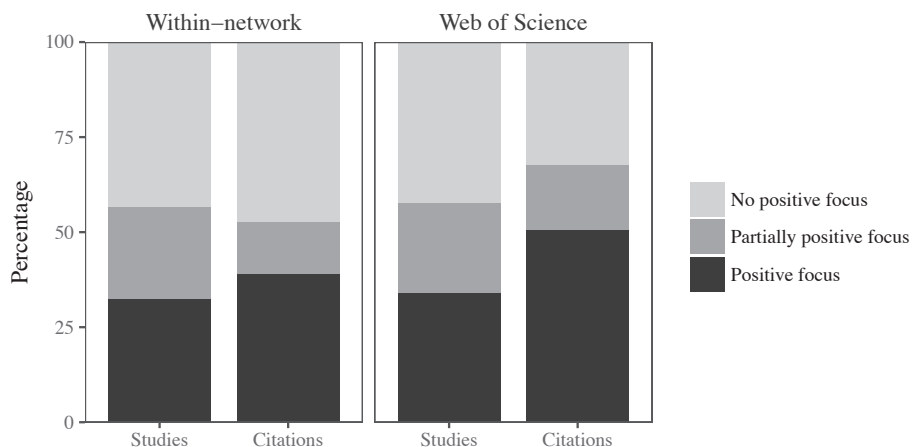 Within−network
Web of Science
Percentage
100
75
50
25
0
Studies
Citations
Studies
Citations
No positive focus
Partially positive focus
Positive focus